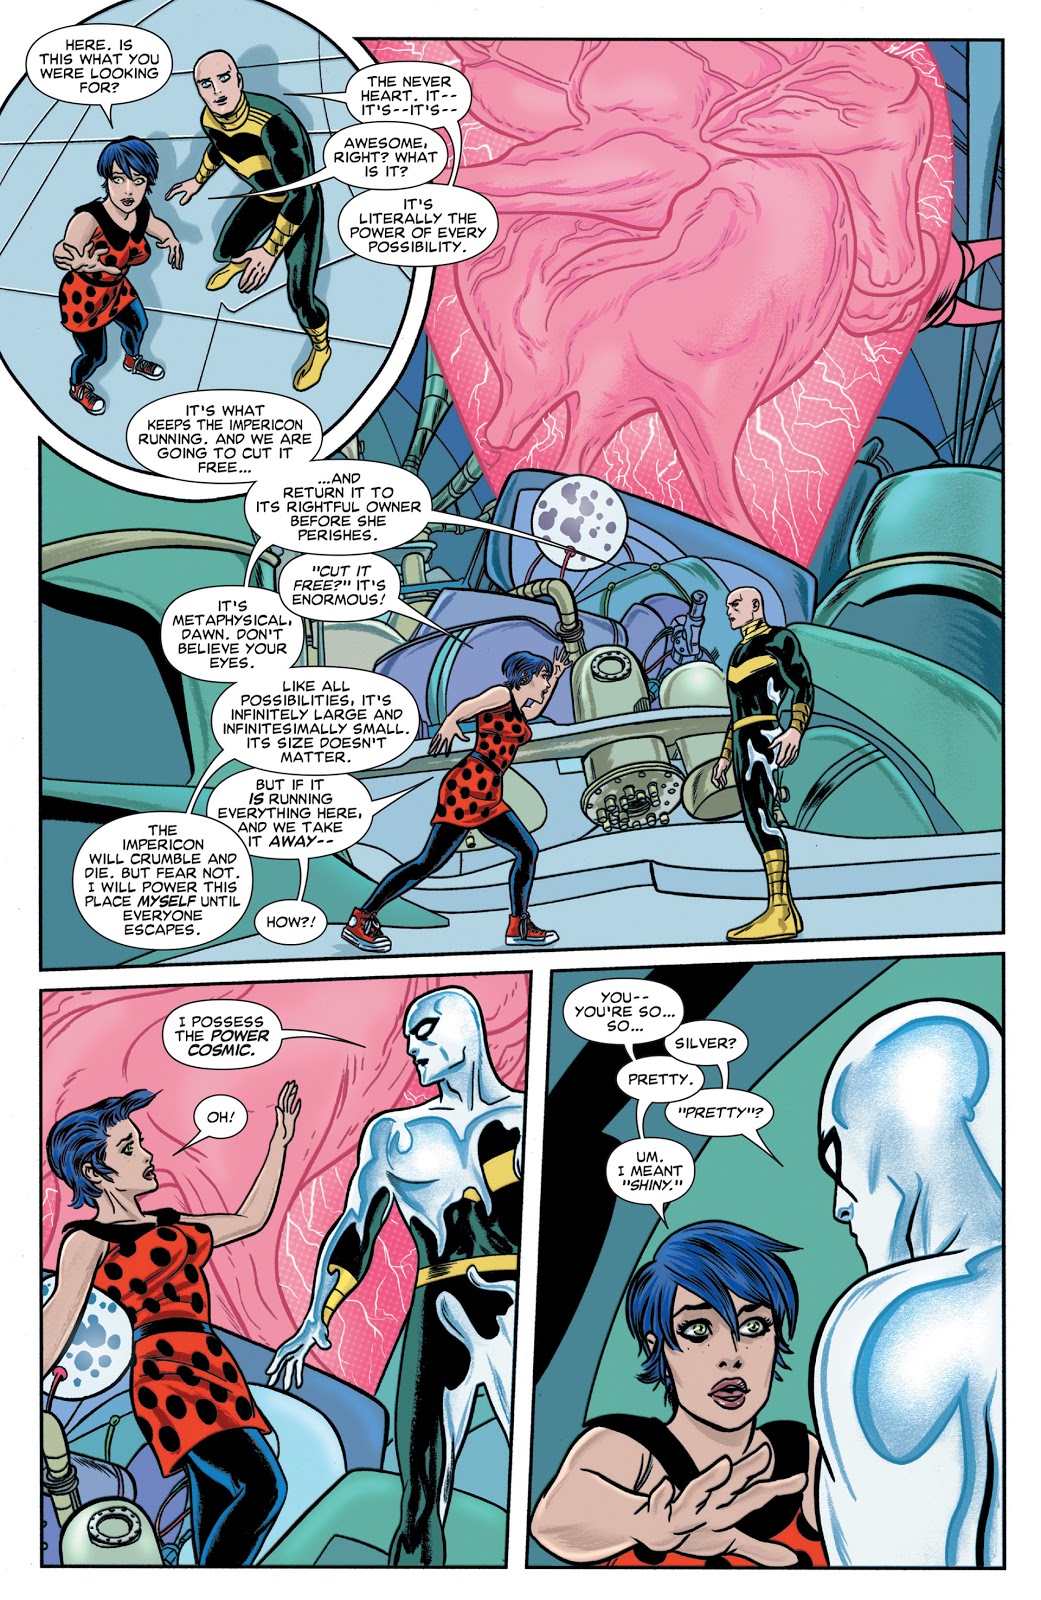 HERE. IS
THIS WHAT YOU
WERE LOOKING
FOR?
THE NEVER
HEART. IT--
IT'S--IT'S--
AWESOME,
RIGHT? WHAT
IS IT?
IT'S
LITERALLY THE
POWER OF EVERY
POSSIBILITY.
IT'S WHAT
KEEPS THE IMPERICON
RUNNING. AND WE ARE
GOING TO CUT IT
FREE...
...AND
RETURN IT TO
ITS RIGHTFUL OWNER
BEFORE SHE
PERISHES.
"CUT IT
FREE?" IT'S
ENORMOUS!
IT'S
METAPHYSICAL,
DAWN. DON'T
BELIEVE YOUR
EYES.
LIKE ALL
POSSIBILITIES, IT'S
INFINITELY LARGE AND
INFINITESIMALLY SMALL.
ITS SIZE DOESN'T
MATTER.
BUT IF IT
IS RUNNING
EVERYTHING HERE,
AND WE TAKE
IT AWAY--
THE
IMPERICON
WILL CRUMBLE AND
DIE. BUT FEAR NOT.
I WILL POWER THIS
PLACE MYSELF UNTIL
EVERYONE
ESCAPES.
HOW?!
I POSSESS
THE POWER
COSMIC.
OH!
YOU--
YOU'RE SO...
SO...
SILVER?
PRETTY.
"PRETTY"?
UM.
I MEANT
"SHINY."